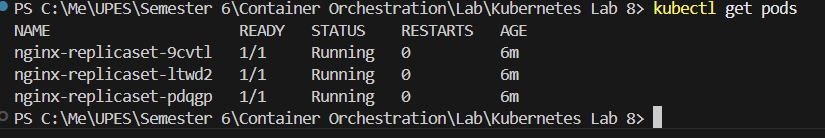 PS C:\Me\UPES\Semester 6\Container Orchestration\Lab\Kubernetes Lab 8> kubectl get pods
NAME READY STATUS RESTARTS AGE
nginx-replicaset-9cvtl 1/1 Running 0 6m
nginx-replicaset-ltwd2 1/1 Running 0 6m
nginx-replicaset-pdqgp 1/1 Running 0 6m
PS C:\Me\UPES\Semester 6\Container Orchestration\Lab\Kubernetes Lab 8>